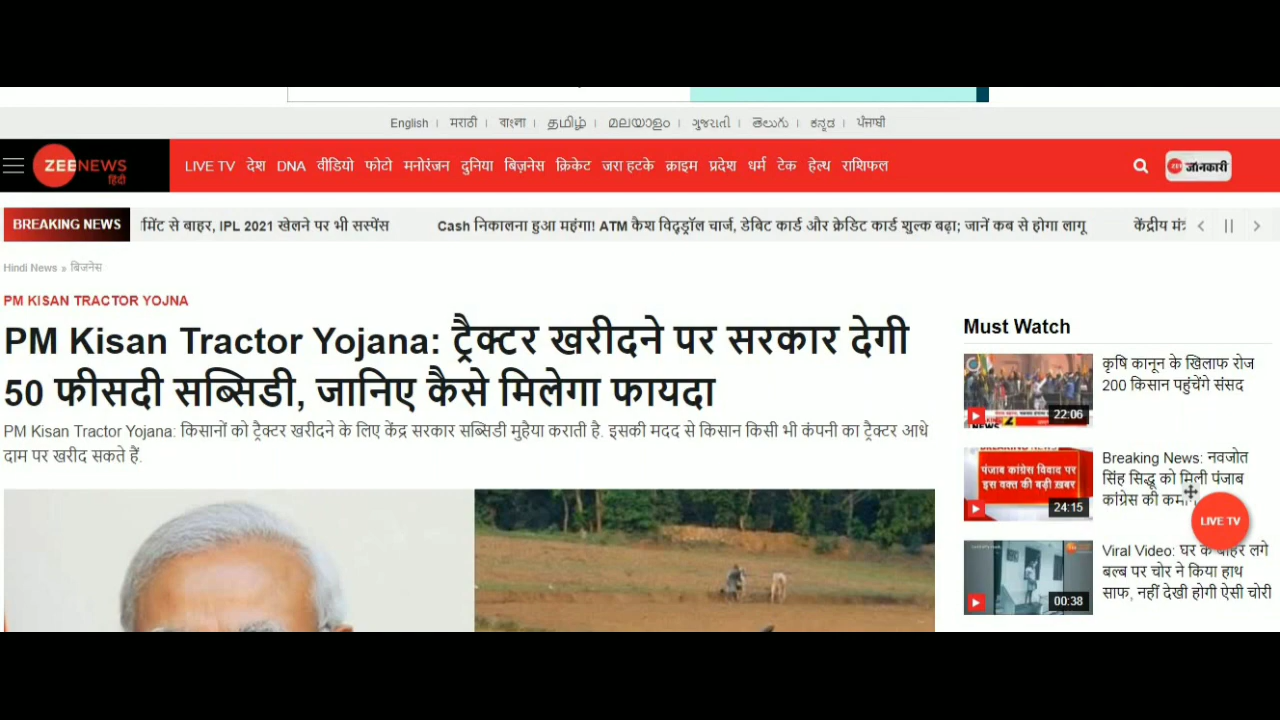 English मराठी বাংলা தமிழ் മലയാളം ગુજરાતી తెలుగు ಕನ್ನಡ ਪੰਜਾਬੀ
ZEENEWS
हिंदी
LIVE TV देश DNA वीडियो फोटो मनोरंजन दुनिया बिज़नेस क्रिकेट जरा हटके क्राइम प्रदेश धर्म टेक हेल्थ राशिफल
ZEE जानकारी
BREAKING NEWS से बाहर, IPL 2021 खेलने पर भी सस्पेंस Cash निकालना हुआ महंगा! ATM कैश विदड्रॉल चार्ज, डेबिट कार्ड और क्रेडिट कार्ड शुल्क बढ़ा; जानें कब से होगा लागू केंद्रीय
Hindi News » बिजनेस
PM KISAN TRACTOR YOJNA
PM Kisan Tractor Yojana: ट्रैक्टर खरीदने पर सरकार देगी
50 फीसदी सब्सिडी, जानिए कैसे मिलेगा फायदा
PM Kisan Tractor Yojana: किसानों को ट्रैक्टर खरीदने के लिए केंद्र सरकार सब्सिडी मुहैया कराती है. इसकी मदद से किसान किसी भी कंपनी का ट्रैक्टर आधे
दाम पर खरीद सकते हैं.
Must Watch
कृषि कानून के खिलाफ रोज
200 किसान पहुंचेंगे संसद
22:06
Breaking News: नवजोत
सिंह सिद्धू को मिली पंजाब
कांग्रेस की
पंजाब कांग्रेस विवाद पर
इस वक्त की बड़ी ख़बर
24:15
LIVE TV
Viral Video: घर के बाहर लगे
बल्ब पर चोर ने किया हाथ
साफ, नहीं देखी होगी ऐसी चोरी
00:38